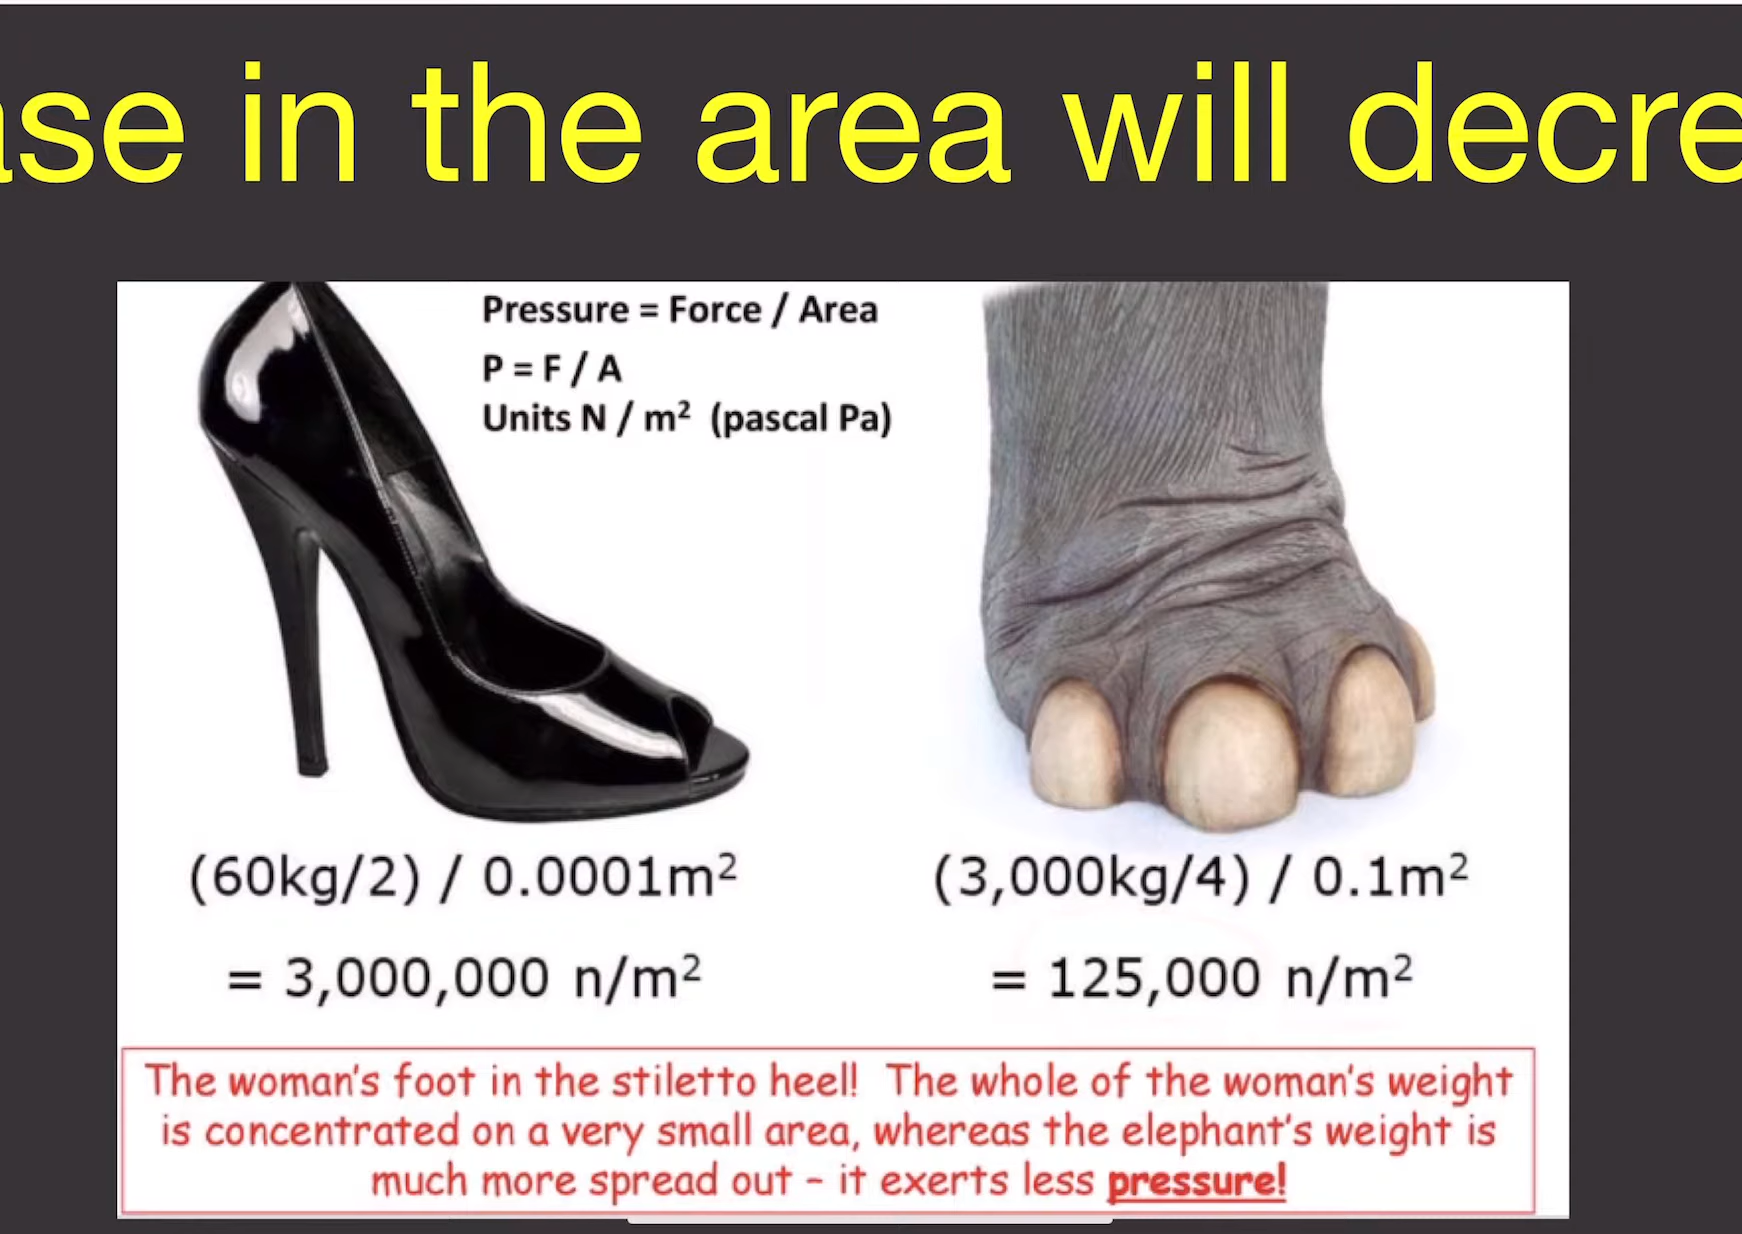 se in the area will decre
Pressure = Force / Area
P = F / A
Units N / m² (pascal Pa)
(60kg/2) / 0.0001m²
= 3,000,000 n/m²
(3,000kg/4) / 0.1m²
= 125,000 n/m²
The woman's foot in the stiletto heel! The whole of the woman's weight
is concentrated on a very small area, whereas the elephant's weight is
much more spread out – it exerts less pressure!